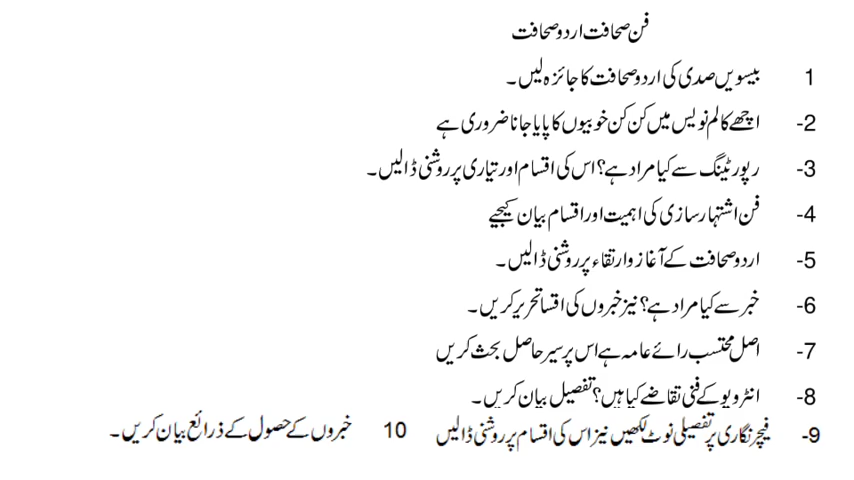 فن صحافت اردو صحافت
1 بیسویں صدی کی اردو صحافت کا جائزہ لیں۔
-2 اچھے کالم نویس میں کن کن خوبیوں کا پایا جانا ضروری ہے
-3 رپورٹینگ سے کیا مراد ہے؟ اس کی اقسام اور تیاری پر روشنی ڈالیں۔
-4 فن اشتہار سازی کی اہمیت اور اقسام بیان کیجیے
-5 اردو صحافت کے آغاز و ارتقاء پر روشنی ڈالیں۔
-6 خبر سے کیا مراد ہے؟ نیز خبروں کی اقسا تحریر کریں۔
-7 اصل محتسب رائے عامہ ہے اس پر سیر حاصل بحث کریں
-8 انٹرویو کے فنی تقاضے کیا ہیں؟ تفصیل بیان کریں۔
-9 فیچر نگاری پر تفصیلی نوٹ لکھیں نیز اس کی اقسام پر روشنی ڈالیں 10 خبروں کے حصول کے ذرائع بیان کریں۔